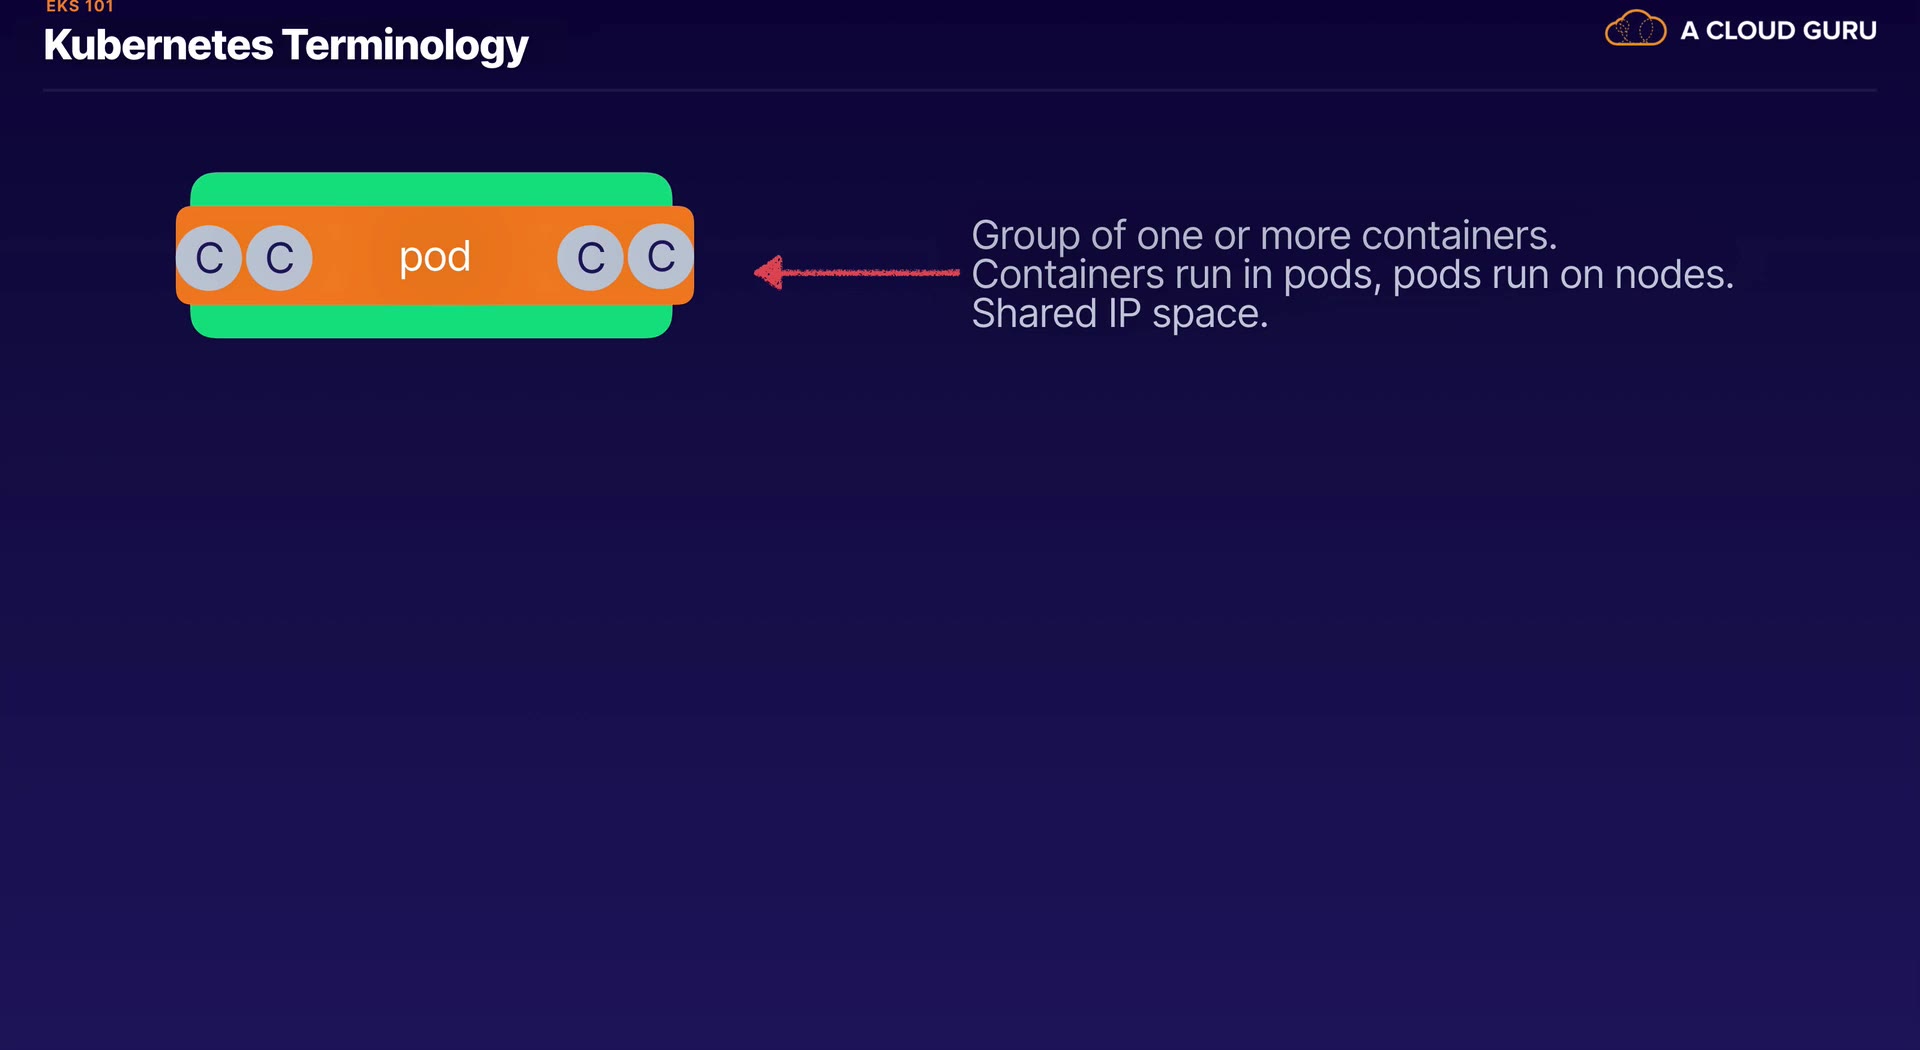 EKS 101
Kubernetes Terminology
A CLOUD GURU
C C pod C C
Group of one or more containers.
Containers run in pods, pods run on nodes.
Shared IP space.